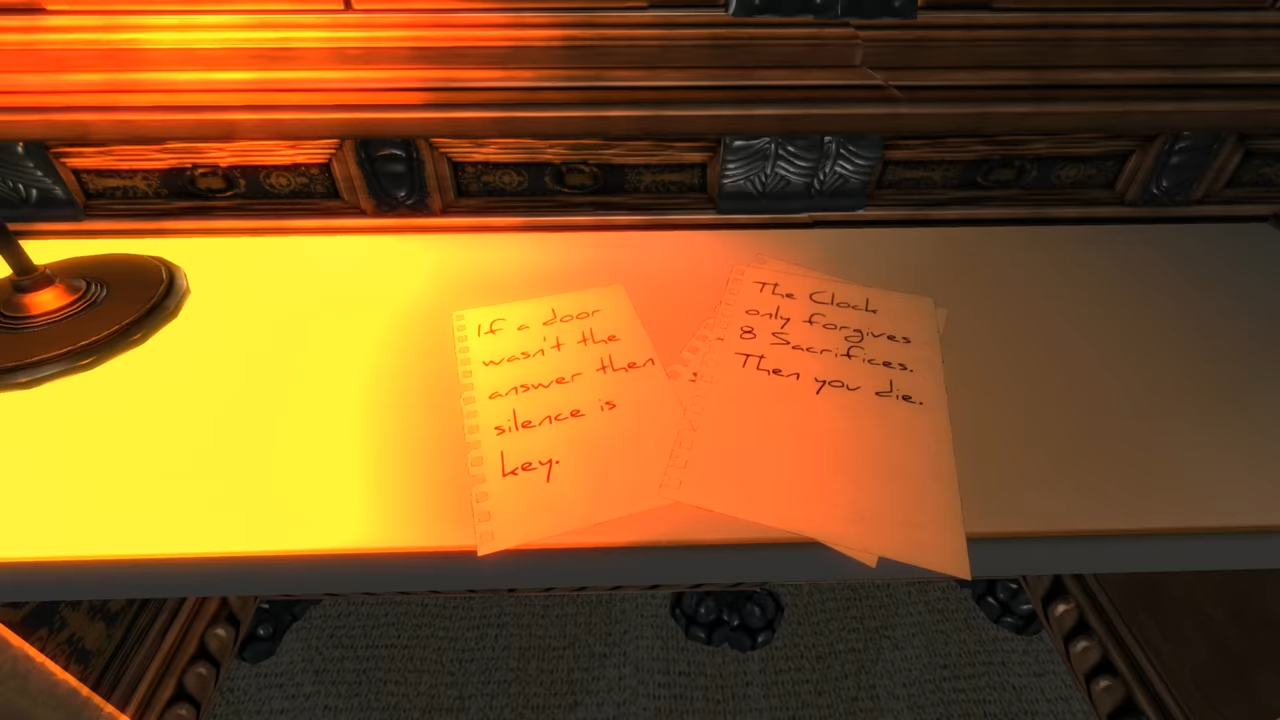 If a door
wasn't the
answer then
silence is
key.
The Clock
only forgives
8 Sacrifices.
Then you die.